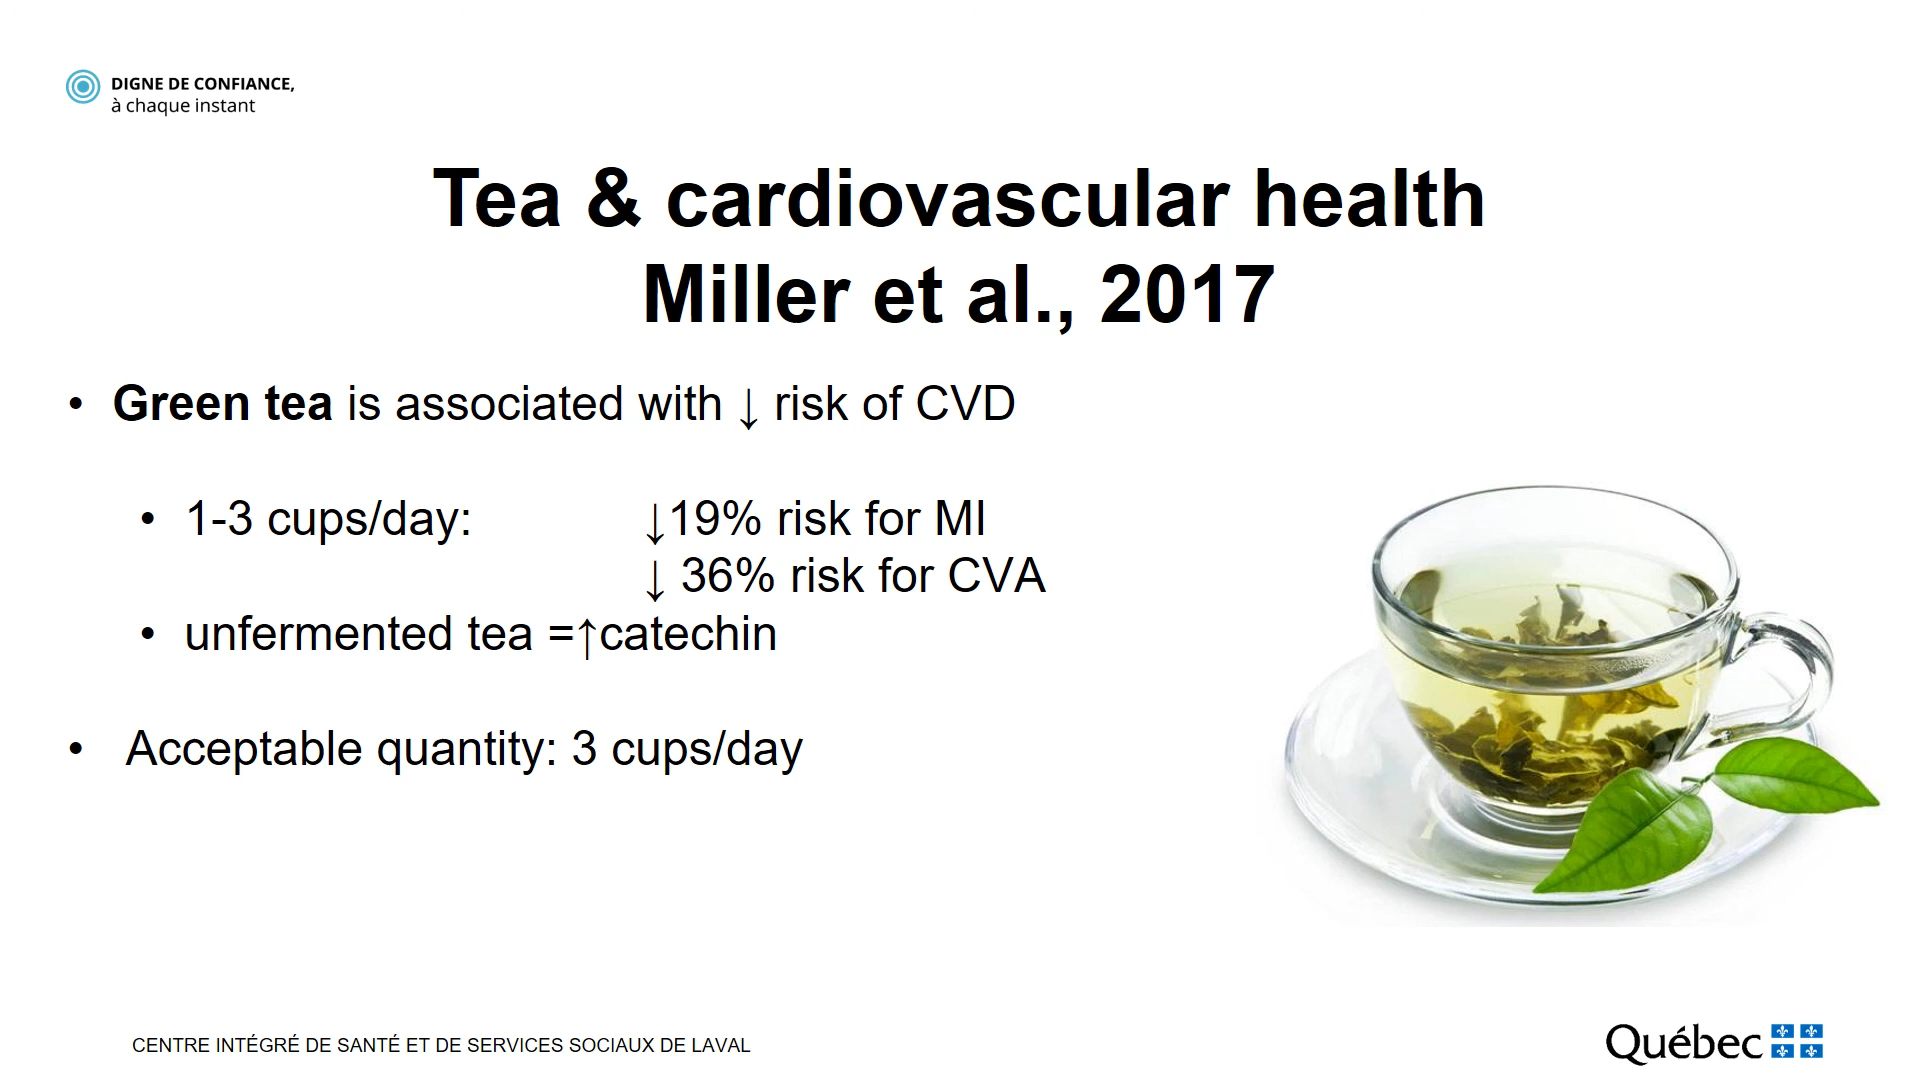 DIGNE DE CONFIANCE,
à chaque instant
Tea & cardiovascular health
Miller et al., 2017
• Green tea is associated with ↓ risk of CVD
• 1-3 cups/day: ↓19% risk for MI
↓ 36% risk for CVA
• unfermented tea =↑catechin
• Acceptable quantity: 3 cups/day
CENTRE INTÉGRÉ DE SANTÉ ET DE SERVICES SOCIAUX DE LAVAL
Québec